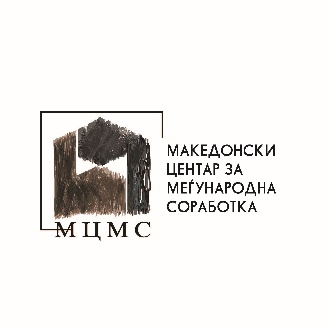 МАКЕДОНСКИ
ЦЕНТАР ЗА
МЕЃУНАРОДНА
СОРАБОТКА
МЦМС